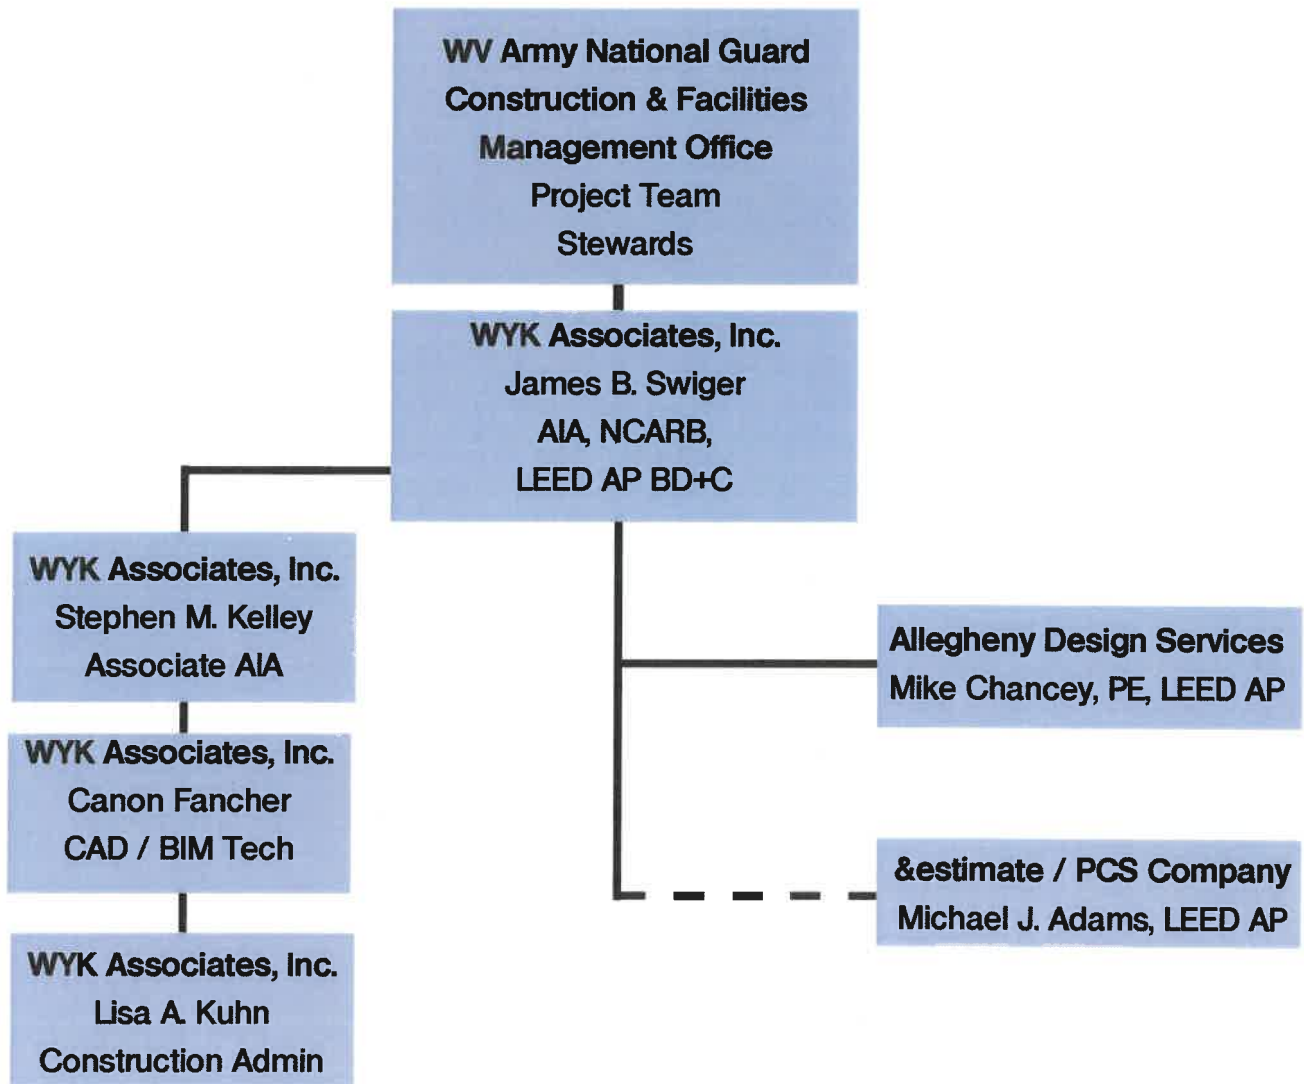 WV Army National Guard
Construction & Facilities
Management Office
Project Team
Stewards
WYK Associates, Inc.
James B. Swiger
AIA, NCARB,
LEED AP BD+C
WYK Associates, Inc.
Stephen M. Kelley
Associate AIA
WYK Associates, Inc.
Canon Fancher
CAD / BIM Tech
WYK Associates, Inc.
Lisa A. Kuhn
Construction Admin
Allegheny Design Services
Mike Chancey, PE, LEED AP
&estimate / PCS Company
Michael J. Adams, LEED AP